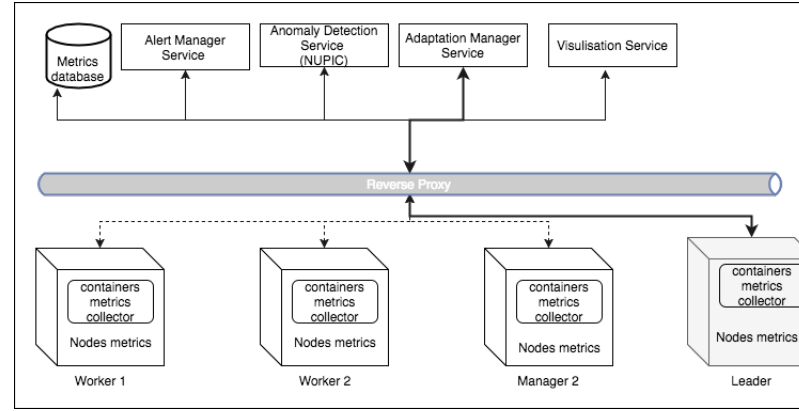 Metrics
database
Alert Manager
Service
Anomaly Detection
Service
(NUPIC)
Adaptation Manager
Service
Visulisation Service
Reverse Proxy
containers
metrics
collector
Nodes metrics
Worker 1
containers
metrics
collector
Nodes metrics
Worker 2
containers
metrics
collector
Nodes metrics
Manager 2
containers
metrics
collector
Nodes metrics
Leader